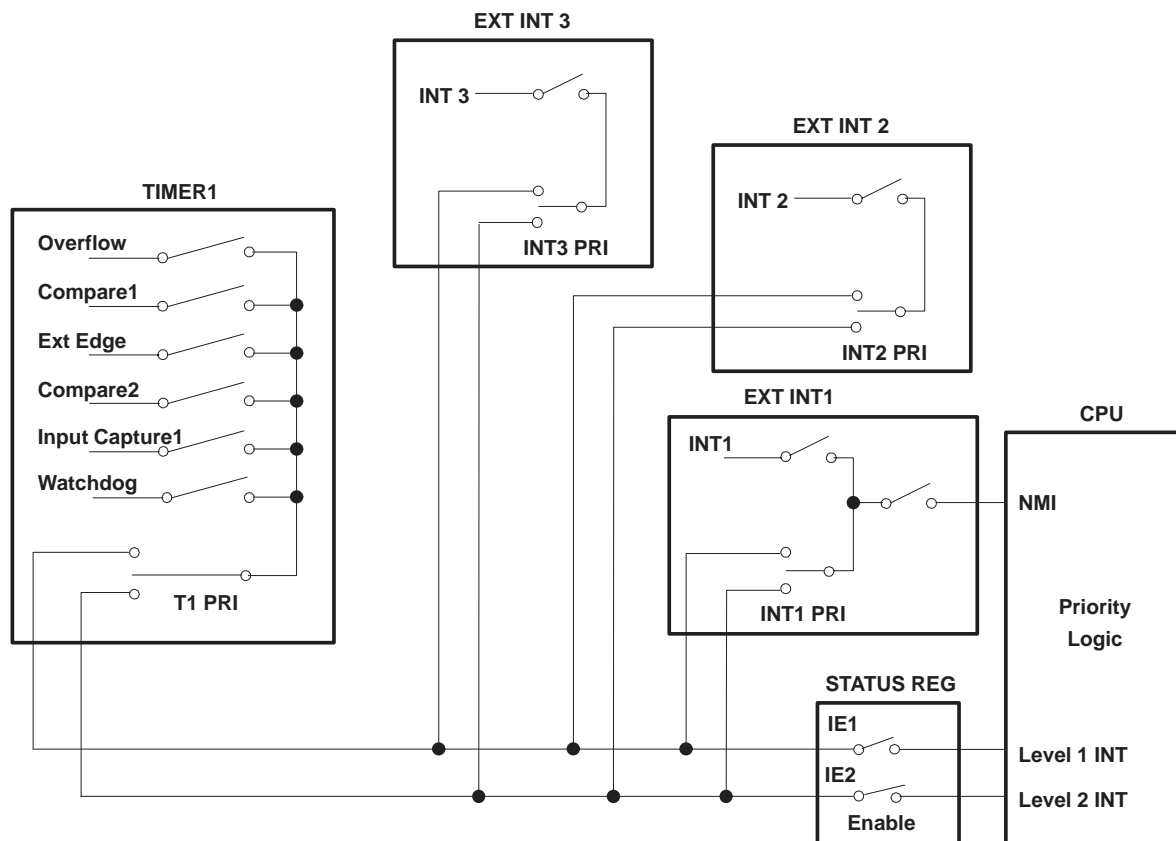 EXT INT 3
INT 3
INT3 PRI
EXT INT 2
INT 2
INT2 PRI
TIMER1
Overflow
Compare1
Ext Edge
Compare2
Input Capture1
Watchdog
T1 PRI
EXT INT1
INT1
INT1 PRI
CPU
NMI
Priority
Logic
STATUS REG
IE1
Level 1 INT
IE2
Level 2 INT
Enable